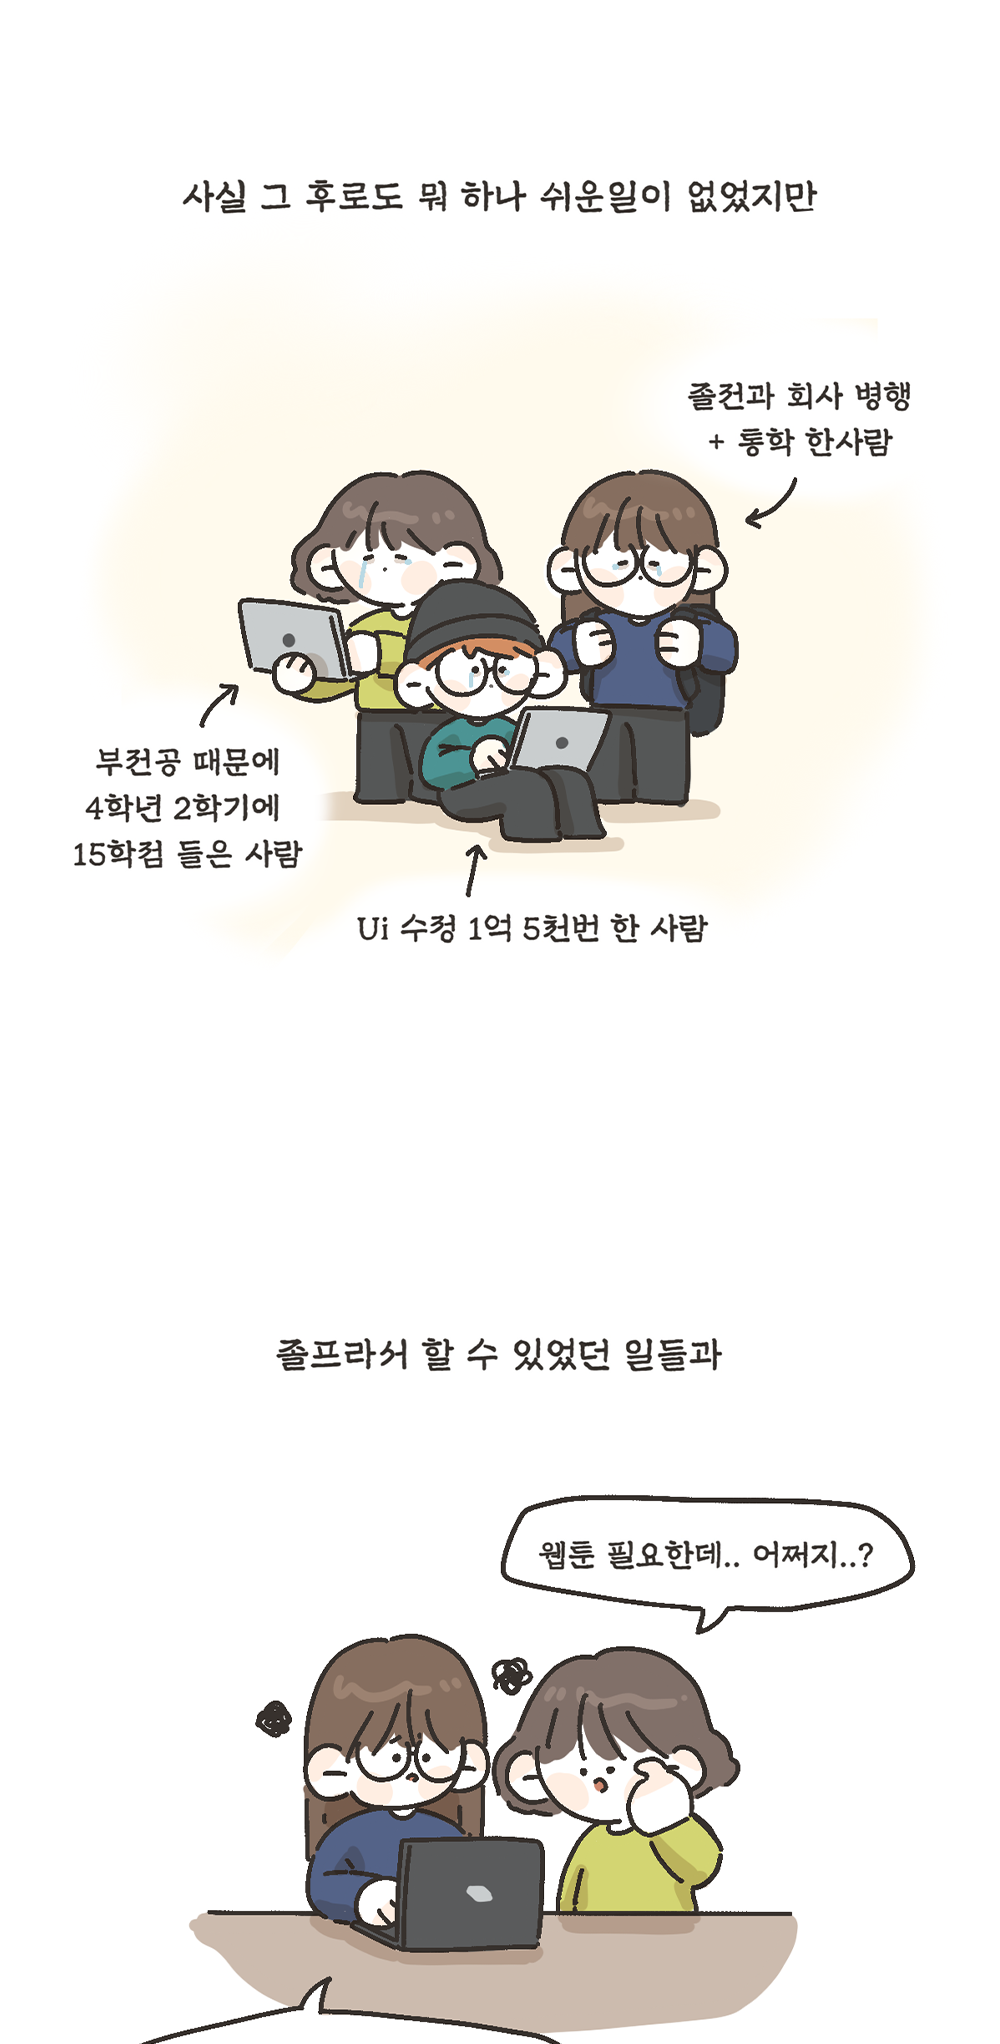 사실 그 후로도 뭐 하나 쉬운일이 없었지만
졸전과 회사 병행
+ 통학 한사람
부전공 때문에
4학년 2학기에
15학점 들은 사람
Ui 수정 1억 5천번 한 사람
졸프라서 할 수 있었던 일들과
웹툰 필요한데.. 어쩌지..?